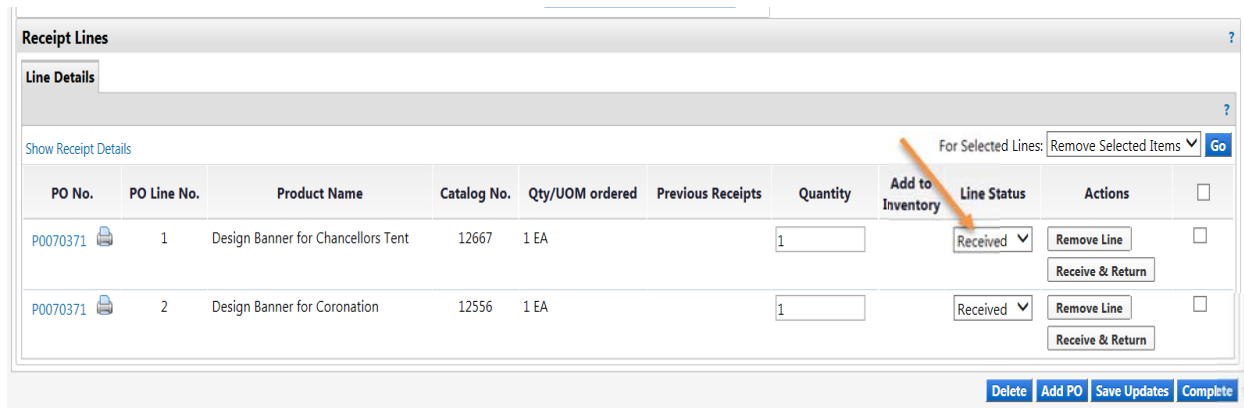 Receipt Lines ?
Line Details
?
Show Receipt Details For Selected Lines: Remove Selected Items Go
PO No. PO Line No. Product Name Catalog No. Qty/UOM ordered Previous Receipts Quantity Add to Inventory Line Status Actions
P0070371 1 Design Banner for Chancellors Tent 12667 1 EA 1 Received Remove Line
Receive & Return
P0070371 2 Design Banner for Coronation 12556 1 EA 1 Received Remove Line
Receive & Return
Delete Add PO Save Updates Complete